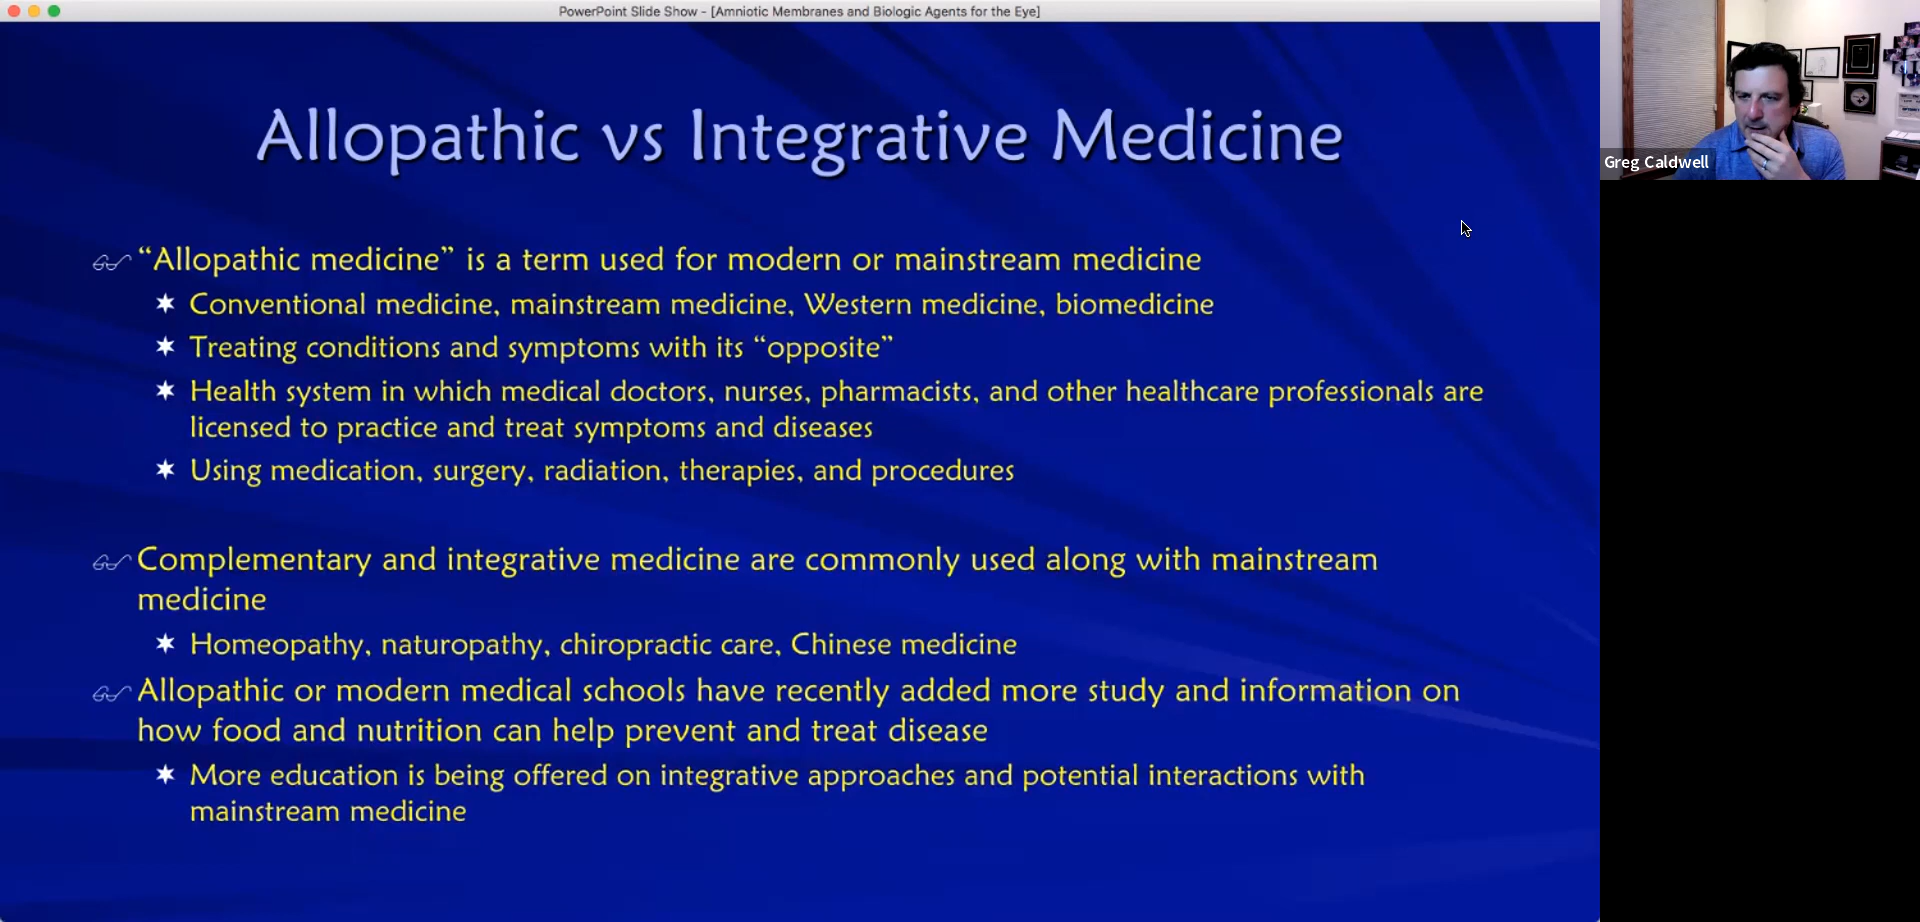 PowerPoint Slide Show - [Amniotic Membranes and Biologic Agents for the Eye]
Allopathic vs Integrative Medicine
“Allopathic medicine” is a term used for modern or mainstream medicine
Conventional medicine, mainstream medicine, Western medicine, biomedicine
Treating conditions and symptoms with its “opposite”
Health system in which medical doctors, nurses, pharmacists, and other healthcare professionals are
licensed to practice and treat symptoms and diseases
Using medication, surgery, radiation, therapies, and procedures
Complementary and integrative medicine are commonly used along with mainstream
medicine
Homeopathy, naturopathy, chiropractic care, Chinese medicine
Allopathic or modern medical schools have recently added more study and information on
how food and nutrition can help prevent and treat disease
More education is being offered on integrative approaches and potential interactions with
mainstream medicine
Greg Caldwell